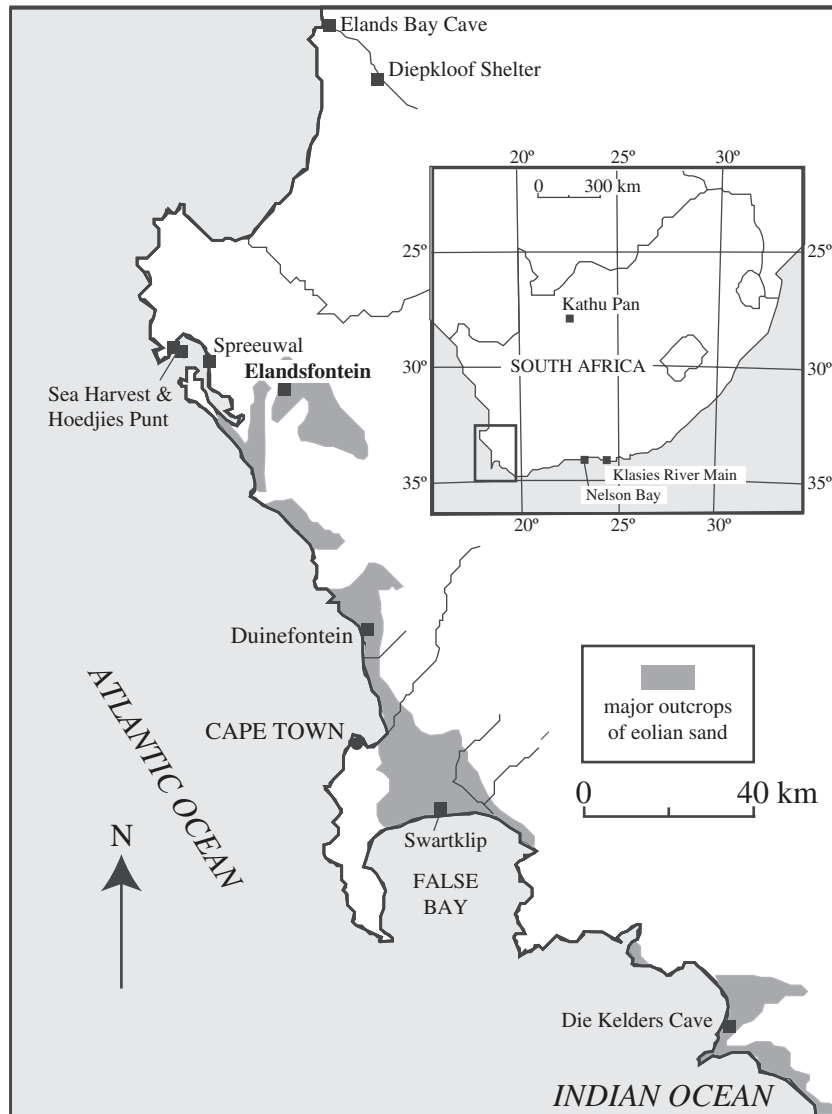 Elands Bay Cave
Diepkloof Shelter
20º 25º 30º
0 300 km
25º 25º
Kathu Pan
SOUTH AFRICA
30º 30º
Klasies River Main
Nelson Bay
35º 35º
20º 25º 30º
Spreeuwal
Elandsfontein
Sea Harvest &
Hoedjies Punt
Duinefontein
major outcrops
of eolian sand
ATLANTIC OCEAN
CAPE TOWN
0 40 km
Swartklip
N
FALSE
BAY
Die Kelders Cave
INDIAN OCEAN